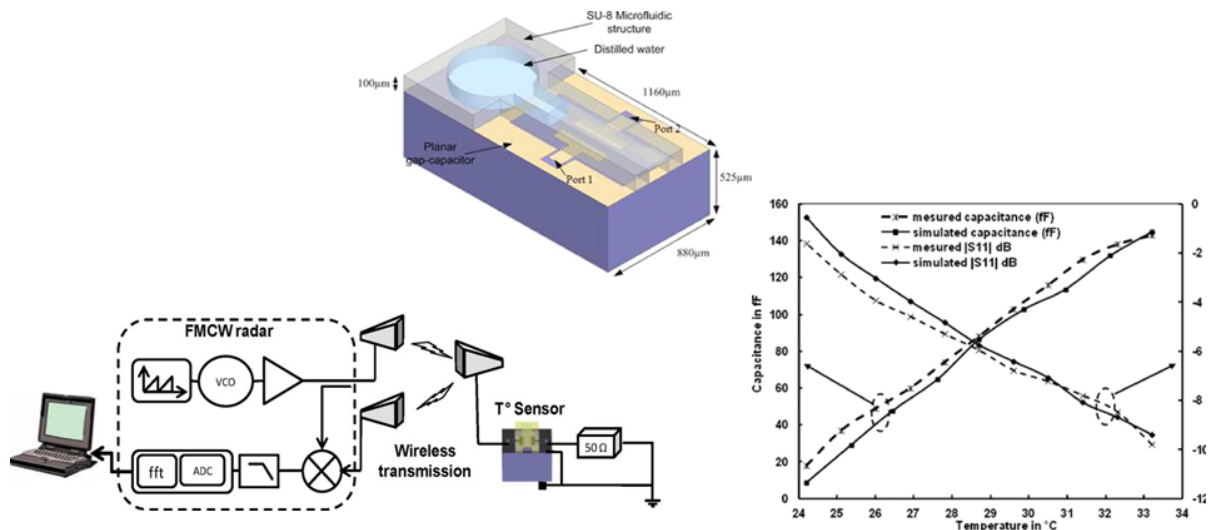 SU-8 Microfluidic
structure
Distilled water
100µm
1160µm
Port 2
Planar
gap-capacitor
Port 1
525µm
880µm
FMCW radar
VCO
fft
ADC
Wireless
transmission
T° Sensor
50 Ω
mesured capacitance (fF)
simulated capacitance (fF)
mesured |S11| dB
simulated |S11| dB
Capacitance in fF
160
140
120
100
80
60
40
20
0
0
-2
-4
-6
-8
-10
-12
24 25 26 27 28 29 30 31 32 33 34
Temperature in °C